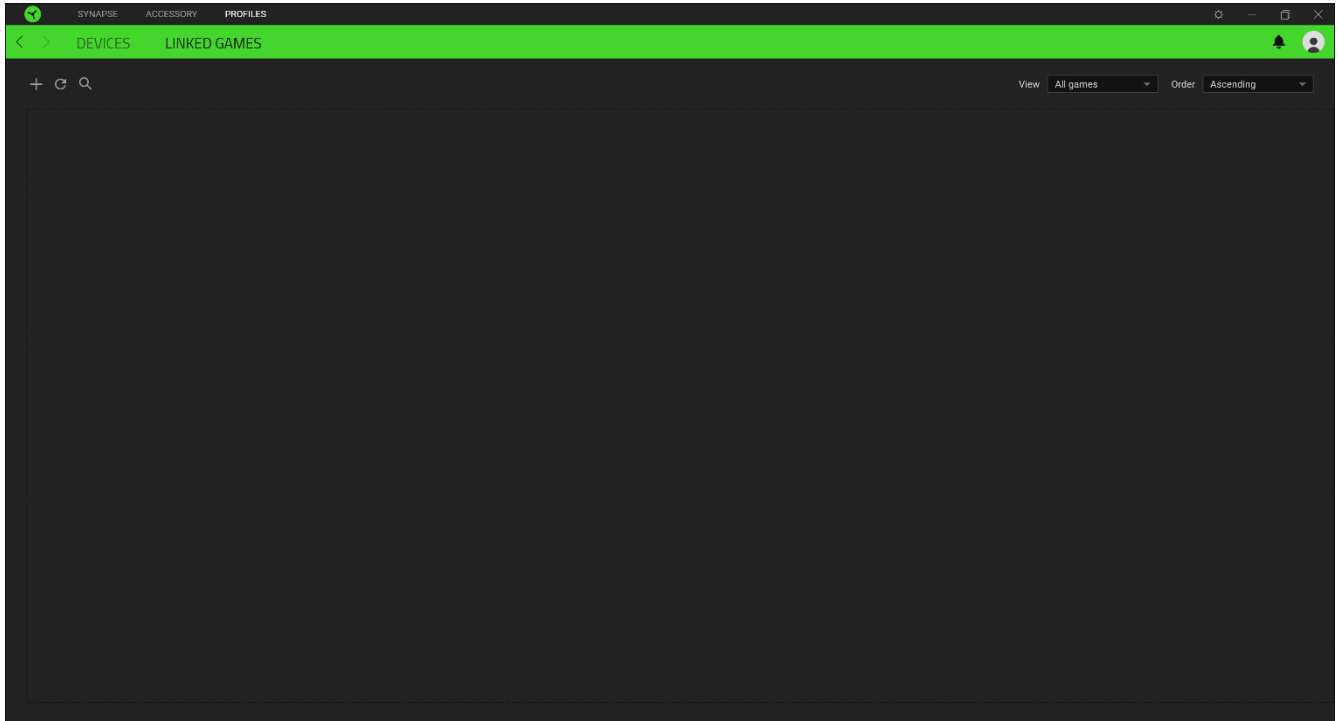 SYNAPSE ACCESSORY PROFILES
DEVICES LINKED GAMES
View All games Order Ascending